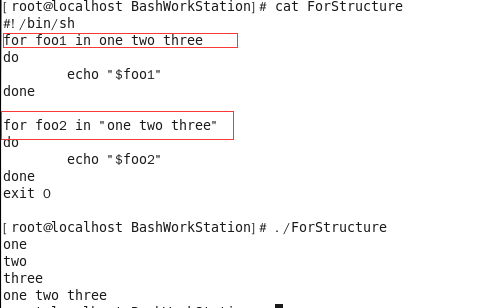 [root@localhost BashWorkStation]# cat ForStructure
#!/bin/sh
for foo1 in one two three
do
        echo "$foo1"
done
for foo2 in "one two three"
do
        echo "$foo2"
done
exit 0
[root@localhost BashWorkStation]# ./ForStructure
one
two
three
one two three